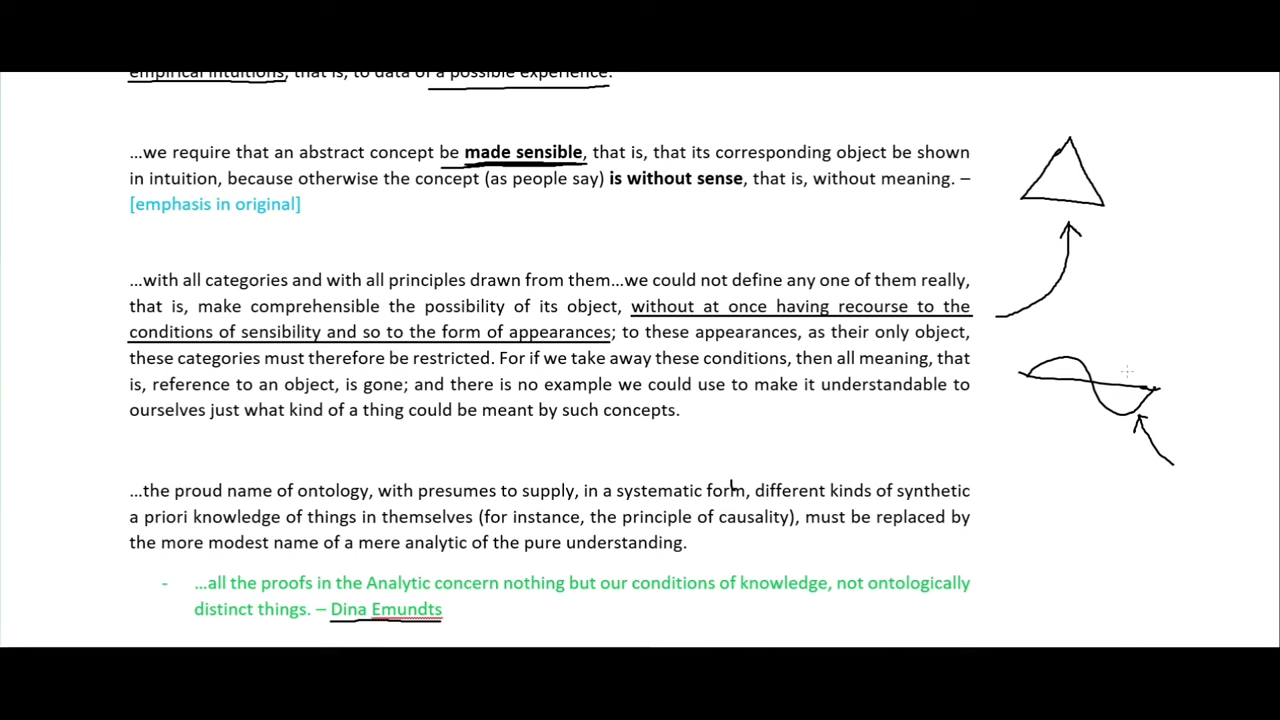 empirical intuitions, that is, to data of a possible experience.
…we require that an abstract concept be made sensible, that is, that its corresponding object be shown
in intuition, because otherwise the concept (as people say) is without sense, that is, without meaning. –
[emphasis in original]
…with all categories and with all principles drawn from them…we could not define any one of them really,
that is, make comprehensible the possibility of its object, without at once having recourse to the
conditions of sensibility and so to the form of appearances; to these appearances, as their only object,
these categories must therefore be restricted. For if we take away these conditions, then all meaning, that
is, reference to an object, is gone; and there is no example we could use to make it understandable to
ourselves just what kind of a thing could be meant by such concepts.
…the proud name of ontology, with presumes to supply, in a systematic form, different kinds of synthetic
a priori knowledge of things in themselves (for instance, the principle of causality), must be replaced by
the more modest name of a mere analytic of the pure understanding.
- …all the proofs in the Analytic concern nothing but our conditions of knowledge, not ontologically
distinct things. – Dina Emundts